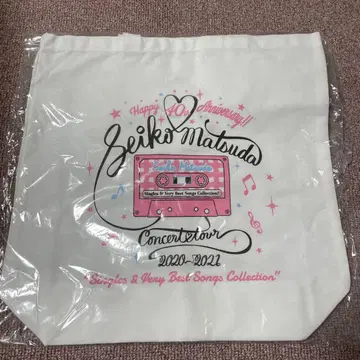 Happy 40th Anniversary!!
Seiko Matsuda
Seiko Matsuda
Singles & Very Best Songs Collection!!
Concert Tour
2020~2021
"Singles & Very Best Songs Collection"